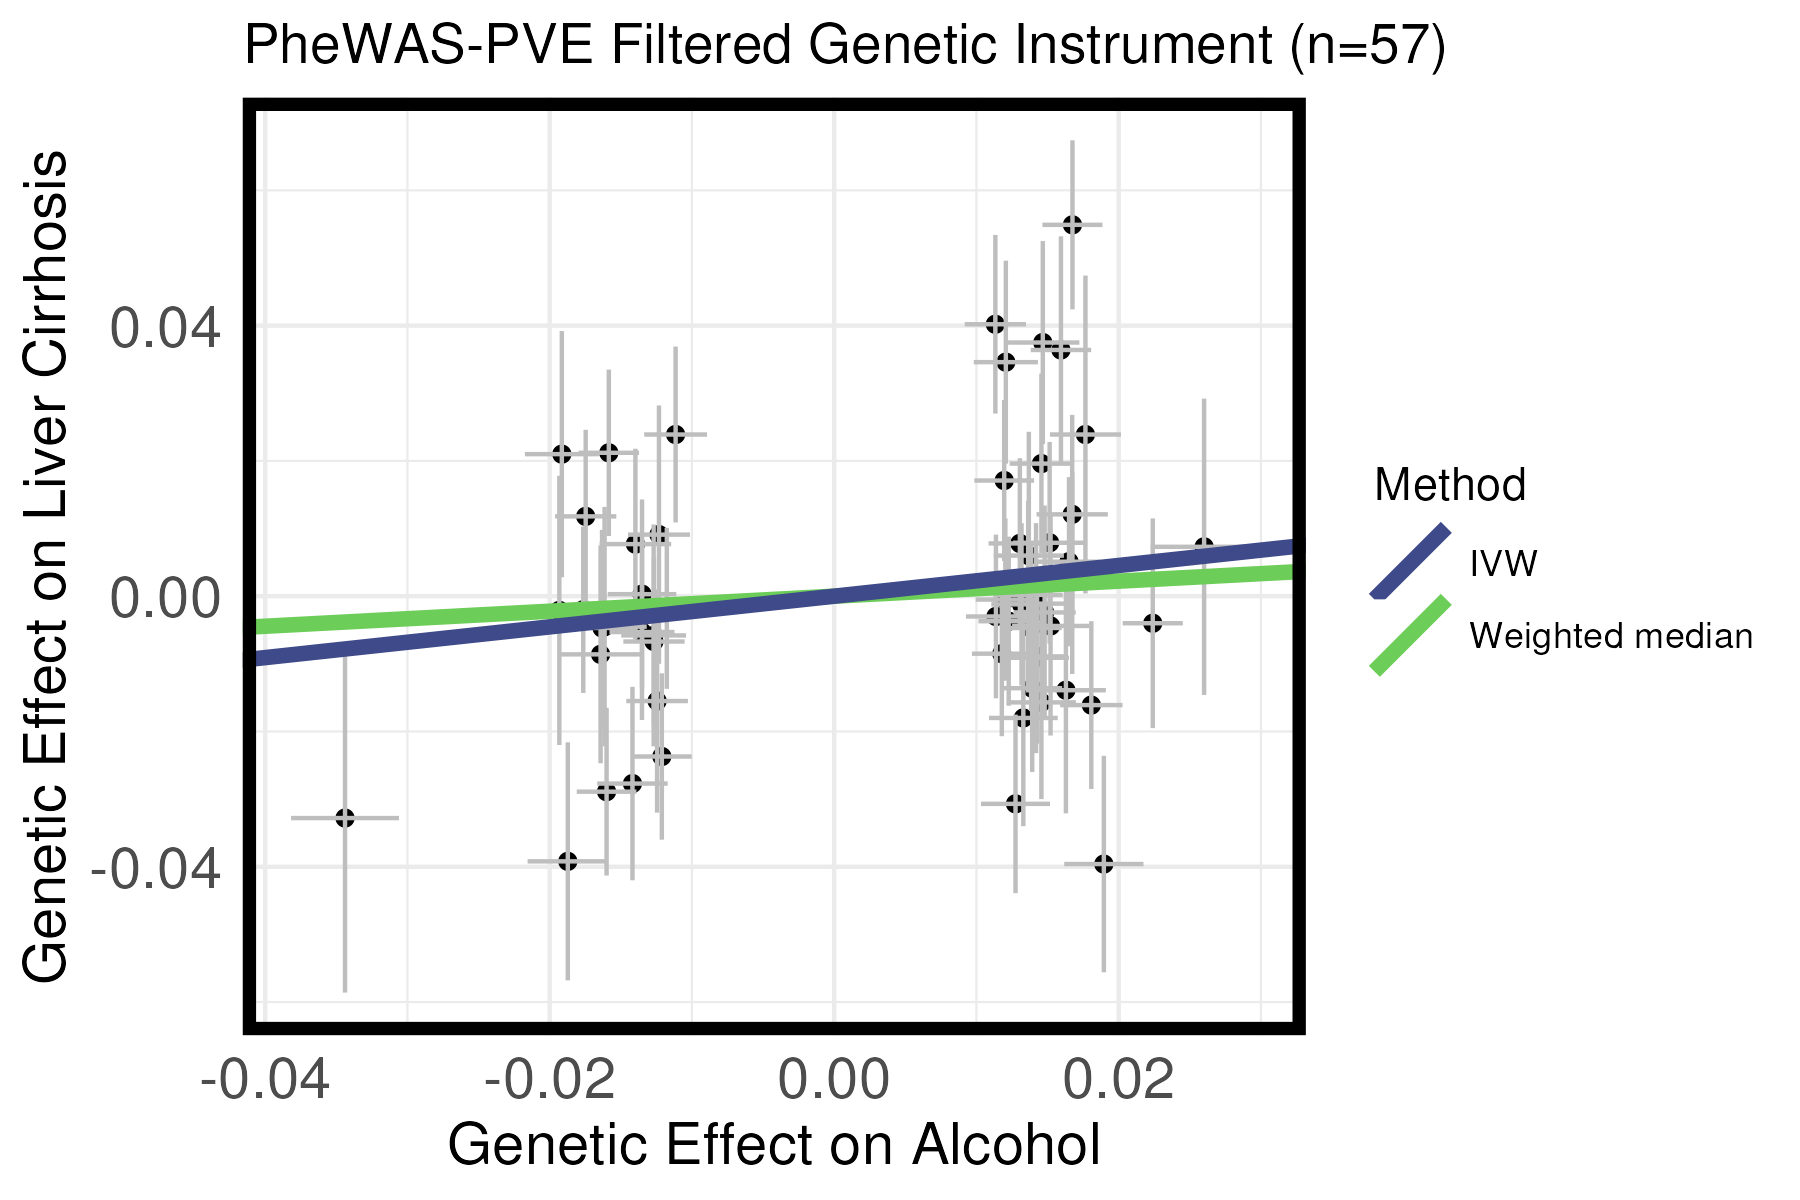 PheWAS-PVE Filtered Genetic Instrument (n=57)
Genetic Effect on Liver Cirrhosis
0.04
0.00
-0.04
-0.04
-0.02
0.00
0.02
Genetic Effect on Alcohol
Method
IVW
Weighted median